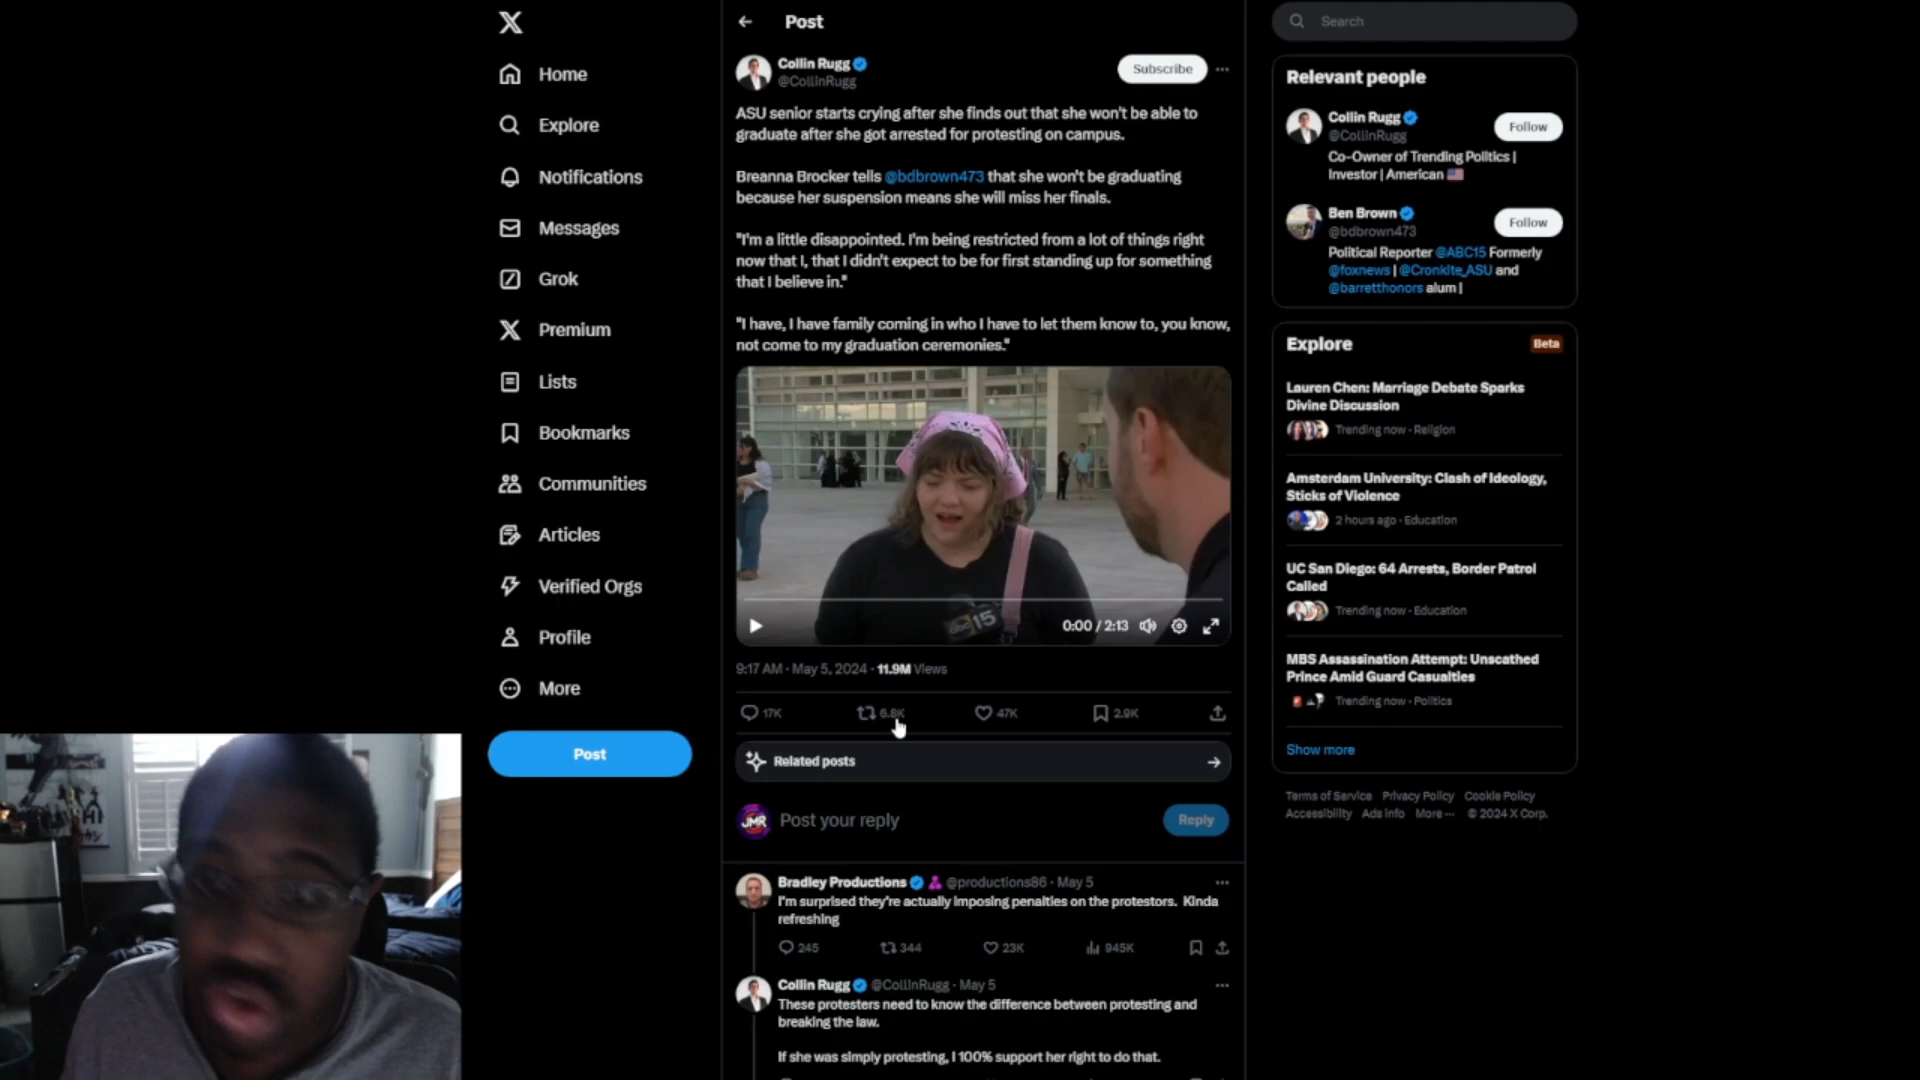 Home
Explore
Notifications
Messages
Grok
Premium
Lists
Bookmarks
Communities
Articles
Verified Orgs
Profile
More
Post
Post
Collin Rugg
@CollinRugg
Subscribe
ASU senior starts crying after she finds out that she won't be able to
graduate after she got arrested for protesting on campus.
Breanna Brocker tells @bdbrown473 that she won't be graduating
because her suspension means she will miss her finals.
"I'm a little disappointed. I'm being restricted from a lot of things right
now that I, that I didn't expect to be for first standing up for something
that I believe in."
"I have, I have family coming in who I have to let them know to, you know,
not come to my graduation ceremonies."
abc 15
0:00 / 2:13
9:17 AM · May 5, 2024 · 11.9M Views
17K 6.8K 47K 2.9K
Related posts
JMR
Post your reply
Reply
Bradley Productions @productions86 · May 5
I'm surprised they're actually imposing penalties on the protestors. Kinda
refreshing
245 344 23K 945K
Collin Rugg @CollinRugg · May 5
These protesters need to know the difference between protesting and
breaking the law.
If she was simply protesting, I 100% support her right to do that.
Search
Relevant people
Collin Rugg
@CollinRugg
Follow
Co-Owner of Trending Politics |
Investor | American
Ben Brown
@bdbrown473
Follow
Political Reporter @ABC15 Formerly
@foxnews | @Cronkite_ASU and
@barretthonors alum |
Explore
Beta
Lauren Chen: Marriage Debate Sparks
Divine Discussion
Trending now · Religion
Amsterdam University: Clash of Ideology,
Sticks of Violence
2 hours ago · Education
UC San Diego: 64 Arrests, Border Patrol
Called
Trending now · Education
MBS Assassination Attempt: Unscathed
Prince Amid Guard Casualties
Trending now · Politics
Show more
Terms of Service Privacy Policy Cookie Policy
Accessibility Ads info More ··· © 2024 X Corp.